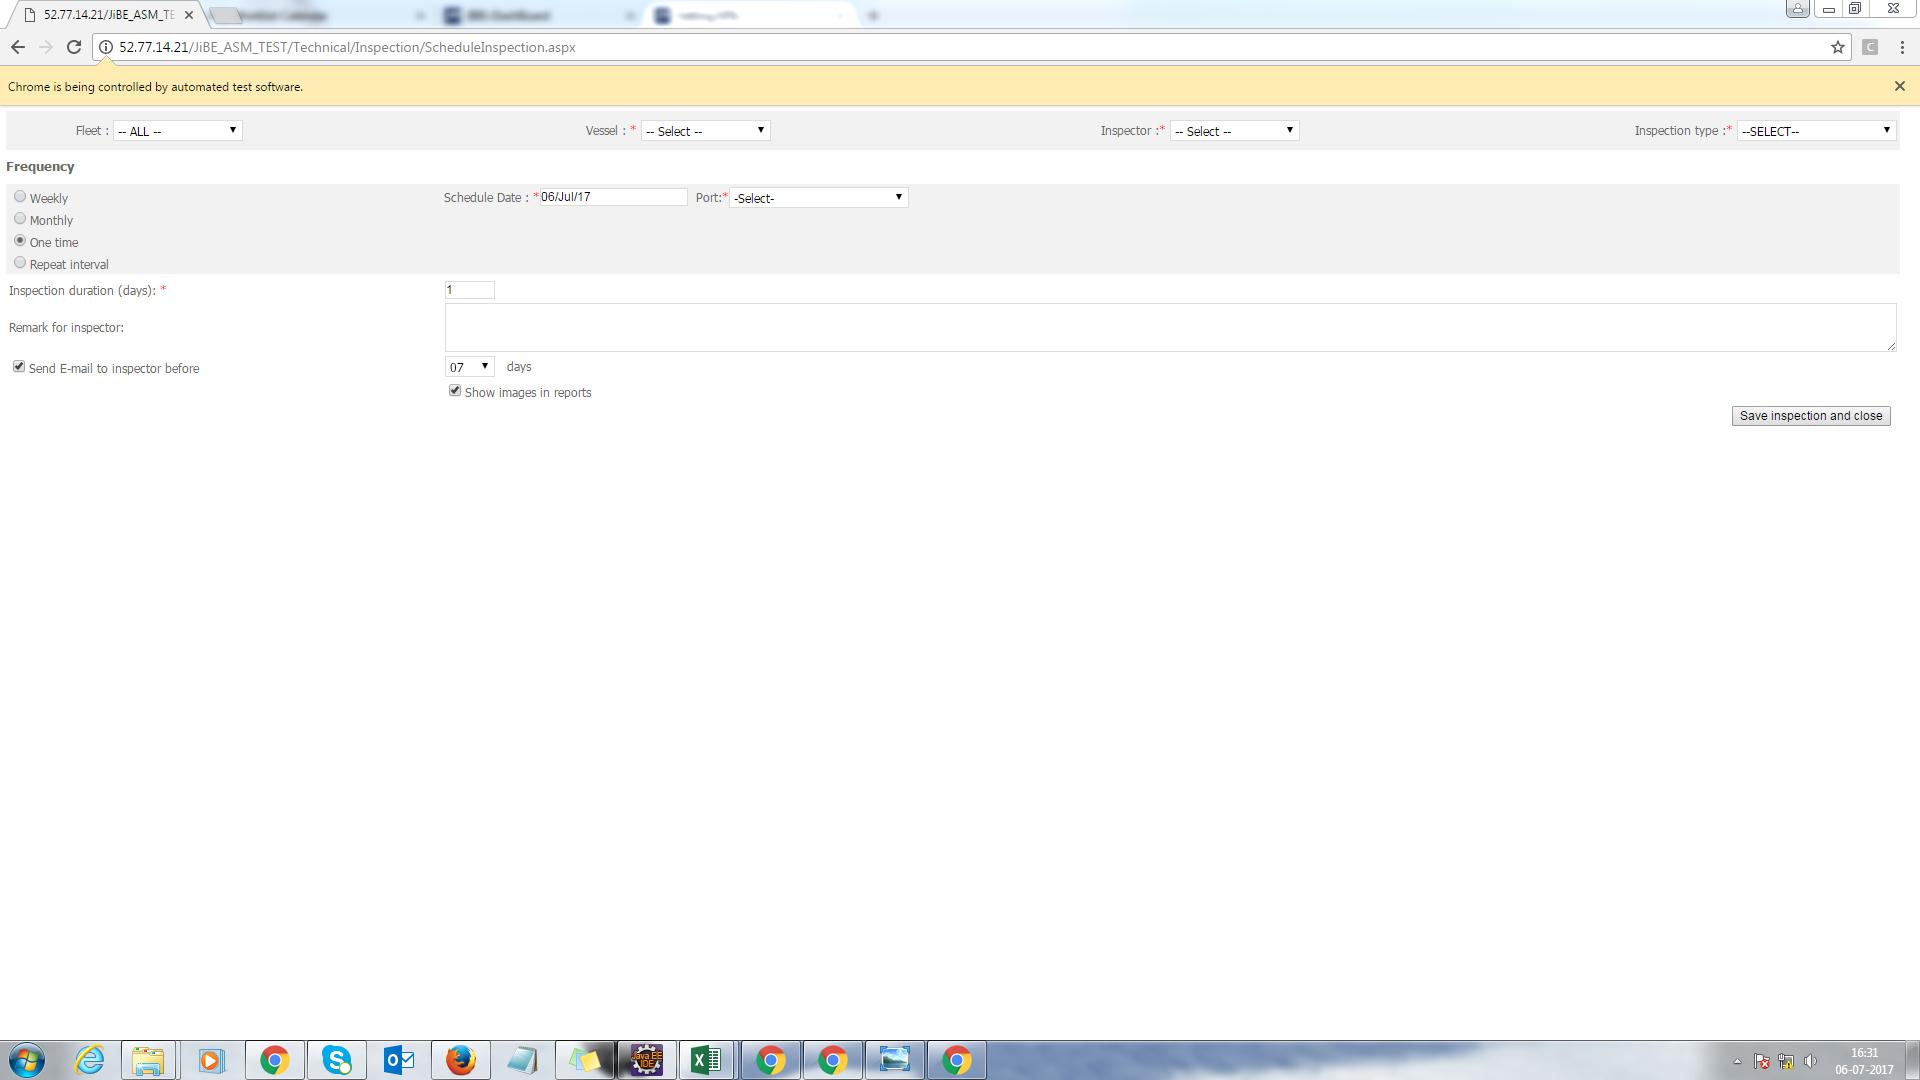 52.77.14.21/JiBE_ASM_TE
52.77.14.21/JiBE_ASM_TEST/Technical/Inspection/ScheduleInspection.aspx
C
Chrome is being controlled by automated test software.
Fleet : -- ALL -- Vessel : * -- Select -- Inspector :* -- Select -- Inspection type :* --SELECT--
Frequency
Weekly Schedule Date : * 06/Jul/17 Port:* -Select-
Monthly
One time
Repeat interval
Inspection duration (days): * 1
Remark for inspector:
Send E-mail to inspector before 07 days
Show images in reports
Save inspection and close
Java EE
IDE
16:31
06-07-2017